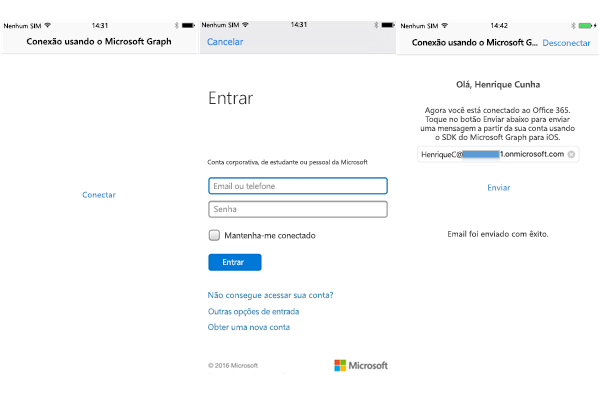 Nenhum SIM 14:31
Conexão usando o Microsoft Graph
Conectar
Nenhum SIM 14:31
Cancelar
Entrar
Conta corporativa, de estudante ou pessoal da Microsoft
Email ou telefone
Senha
Mantenha-me conectado
Entrar
Não consegue acessar sua conta?
Outras opções de entrada
Obter uma nova conta
© 2016 Microsoft
Microsoft
Nenhum SIM 14:42
Conexão usando o Microsoft G... Desconectar
Olá, Henrique Cunha
Agora você está conectado ao Office 365.
Toque no botão Enviar abaixo para enviar
uma mensagem a partir da sua conta usando
o SDK do Microsoft Graph para iOS.
HenriqueC@ 1.onmicrosoft.com
Enviar
Email foi enviado com êxito.